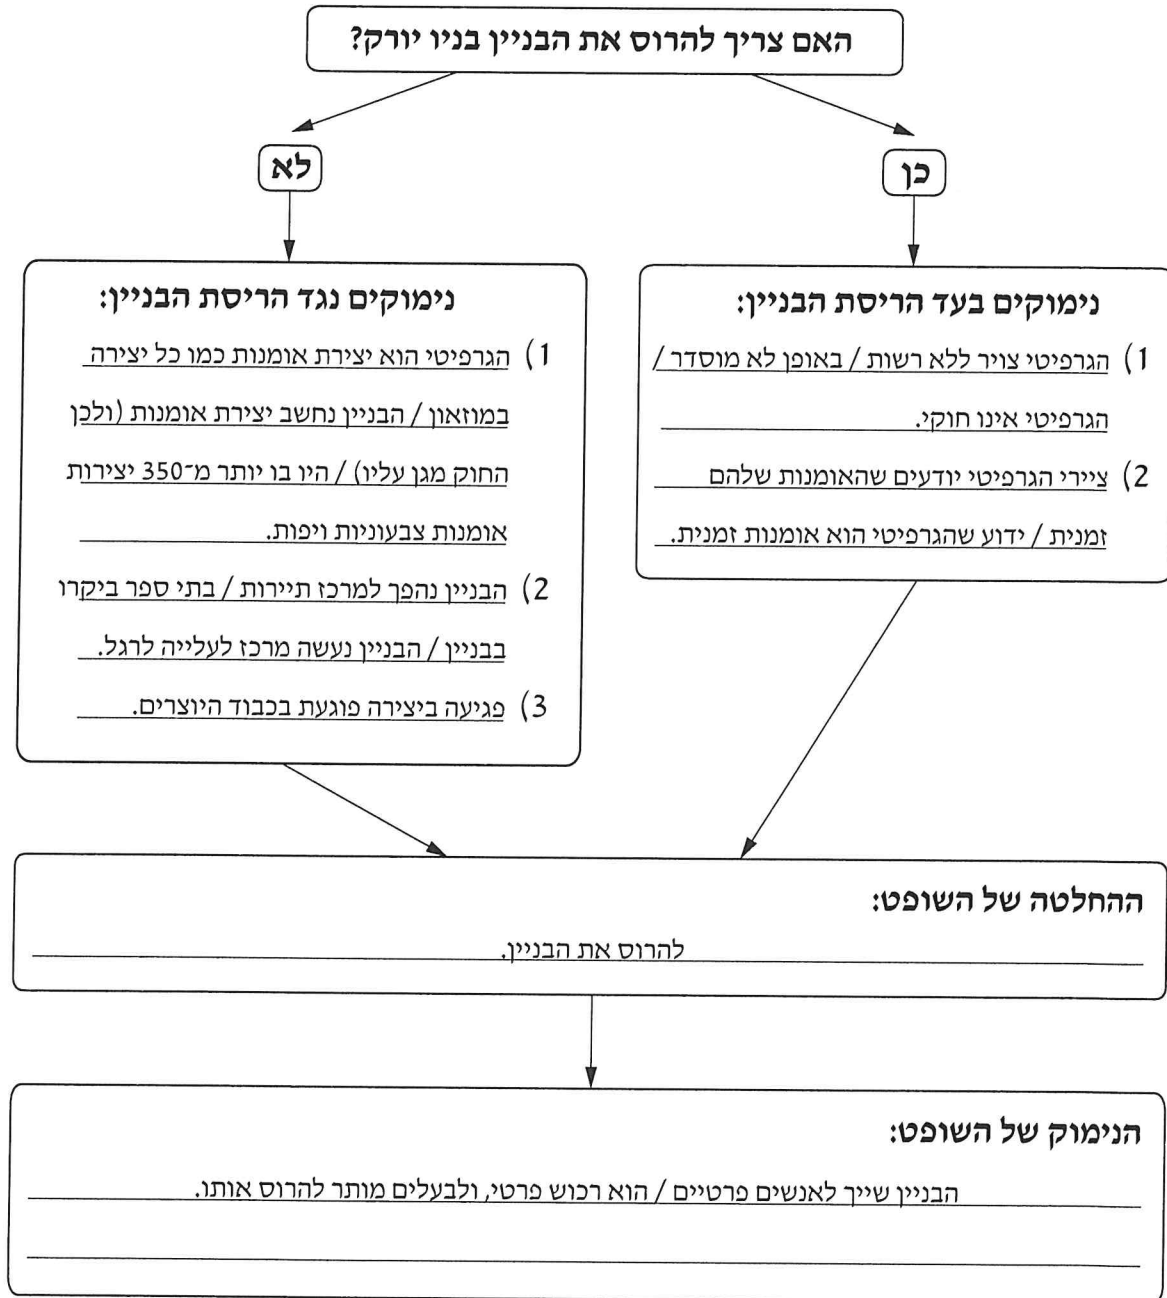 האם צריך להרוס את הבניין בניו יורק?
כן
לא
נימוקים בעד הריסת הבניין:
1) הגרפיטי צויר ללא רשות / באופן לא מוסדר /
הגרפיטי אינו חוקי.
2) ציירי הגרפיטי יודעים שהאומנות שלהם
זמנית / ידוע שהגרפיטי הוא אומנות זמנית.
נימוקים נגד הריסת הבניין:
1) הגרפיטי הוא יצירת אומנות כמו כל יצירה
במוזאון / הבניין נחשב יצירת אומנות (ולכן
החוק מגן עליו) / היו בו יותר מ־350 יצירות
אומנות צבעוניות ויפות.
2) הבניין נהפך למרכז תיירות / בתי ספר ביקרו
בבניין / הבניין נעשה מרכז לעלייה לרגל.
3) פגיעה ביצירה פוגעת בכבוד היוצרים.
ההחלטה של השופט:
להרוס את הבניין.
הנימוק של השופט:
הבניין שייך לאנשים פרטיים / הוא רכוש פרטי, ולבעלים מותר להרוס אותו.